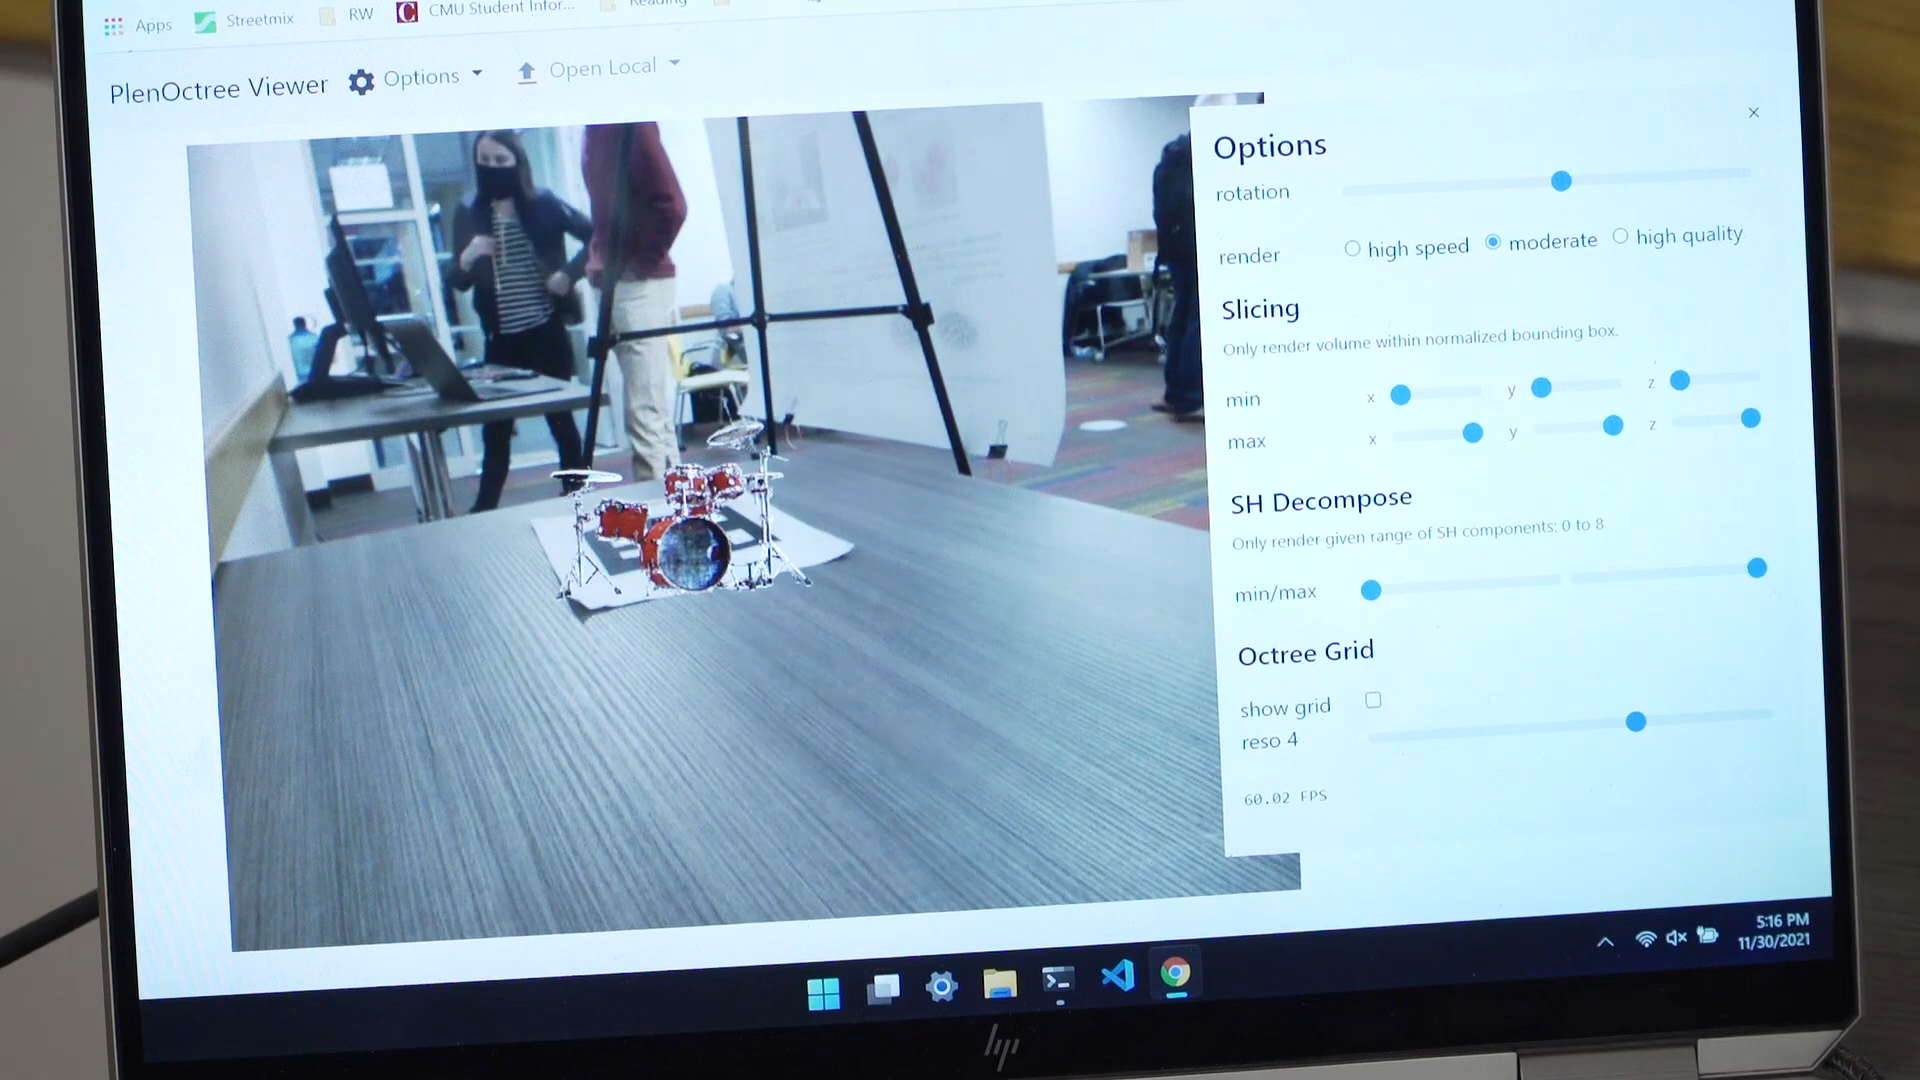 Apps Streetmix RW CMU Student Infor... Reading
PlenOctree Viewer Options Open Local
Options
rotation
render high speed moderate high quality
Slicing
Only render volume within normalized bounding box.
min x y z
max x y z
SH Decompose
Only render given range of SH components: 0 to 8
min/max
Octree Grid
show grid
reso 4
60.02 FPS
5:16 PM
11/30/2021
hp